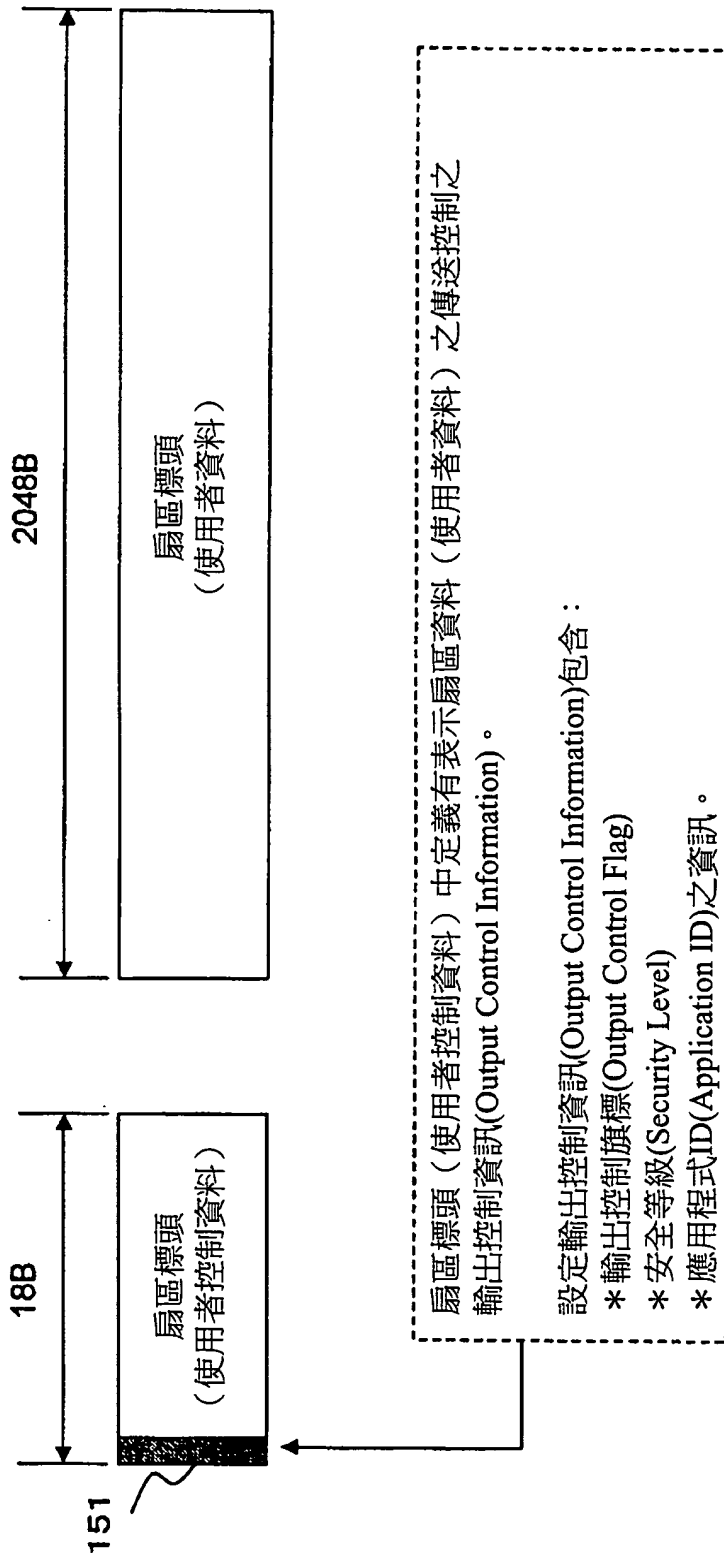 18B
2048B
扇區標頭
(使用者控制資料)
扇區標頭
(使用者資料)
151
扇區標頭(使用者控制資料)中定義有表示扇區資料(使用者資料)之傳送控制之
輸出控制資訊(Output Control Information)。
設定輸出控制資訊(Output Control Information)包含:
*輸出控制旗標(Output Control Flag)
*安全等級(Security Level)
*應用程式ID(Application ID)之資訊。